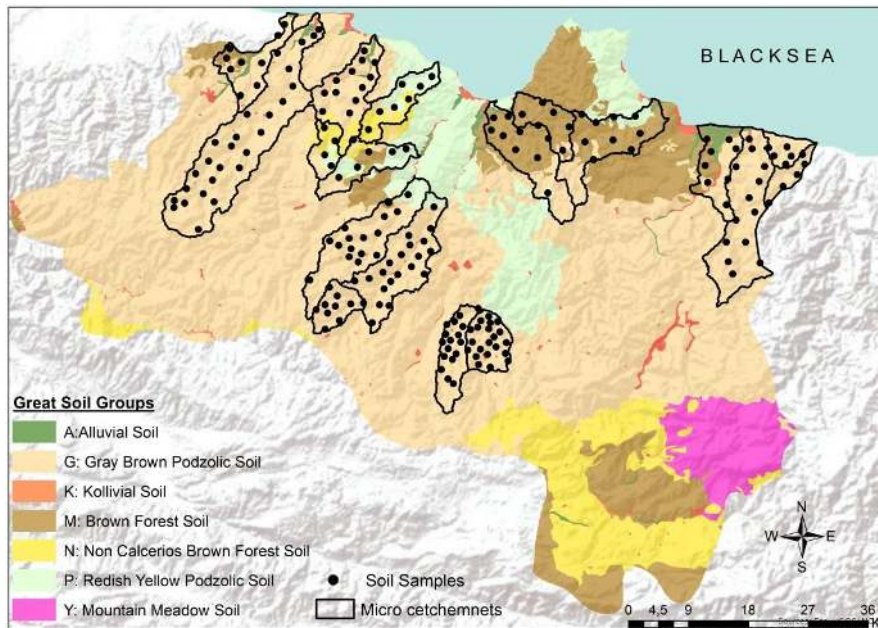 BLACKSEA
Great Soil Groups
A:Alluvial Soil
G: Gray Brown Podzolic Soil
K: Kollivial Soil
M: Brown Forest Soil
N: Non Calcerios Brown Forest Soil
P: Redish Yellow Podzolic Soil
Y: Mountain Meadow Soil
Soil Samples
Micro cetchemnets
N
W E
S
0 4,5 9 18 27 36